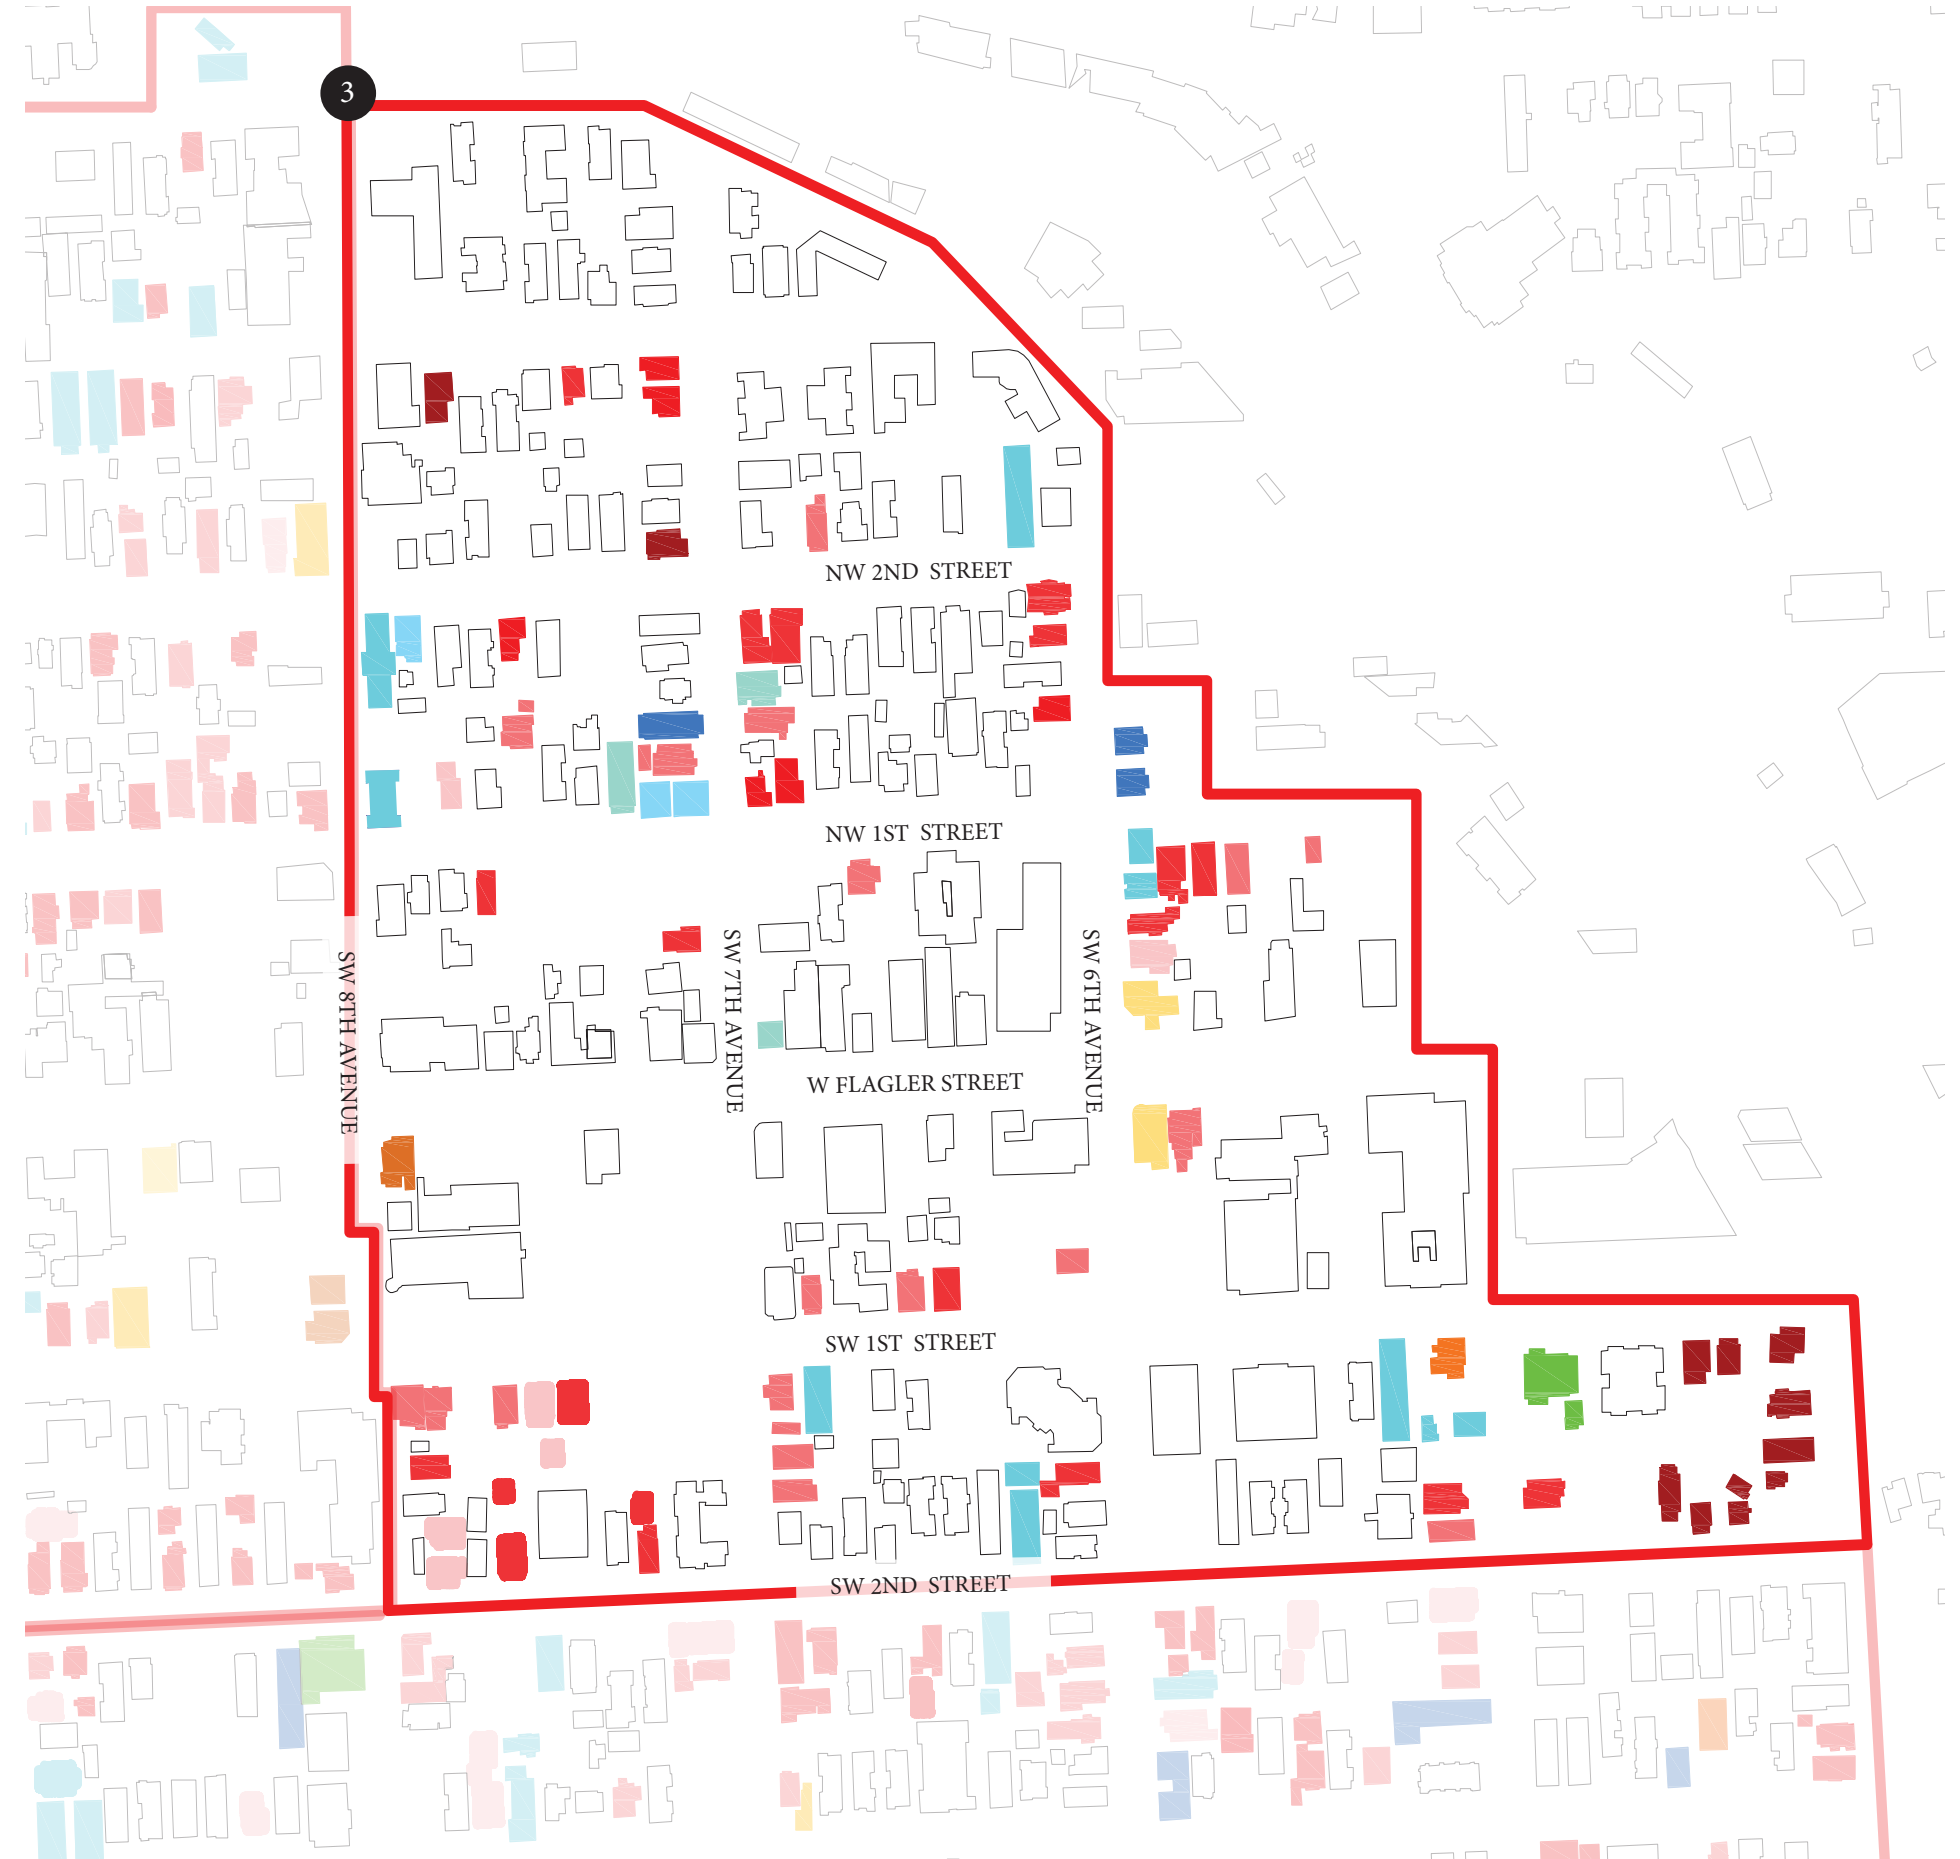 3
NW 2ND STREET
NW 1ST STREET
SW 8TH AVENUE
SW 7TH AVENUE
SW 6TH AVENUE
W FLAGLER STREET
SW 1ST STREET
SW 2ND STREET